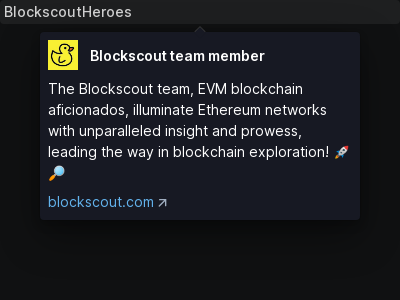 BlockscoutHeroes
Blockscout team member
The Blockscout team, EVM blockchain
aficionados, illuminate Ethereum networks
with unparalleled insight and prowess,
leading the way in blockchain exploration! 🚀
🔎
blockscout.com ↗